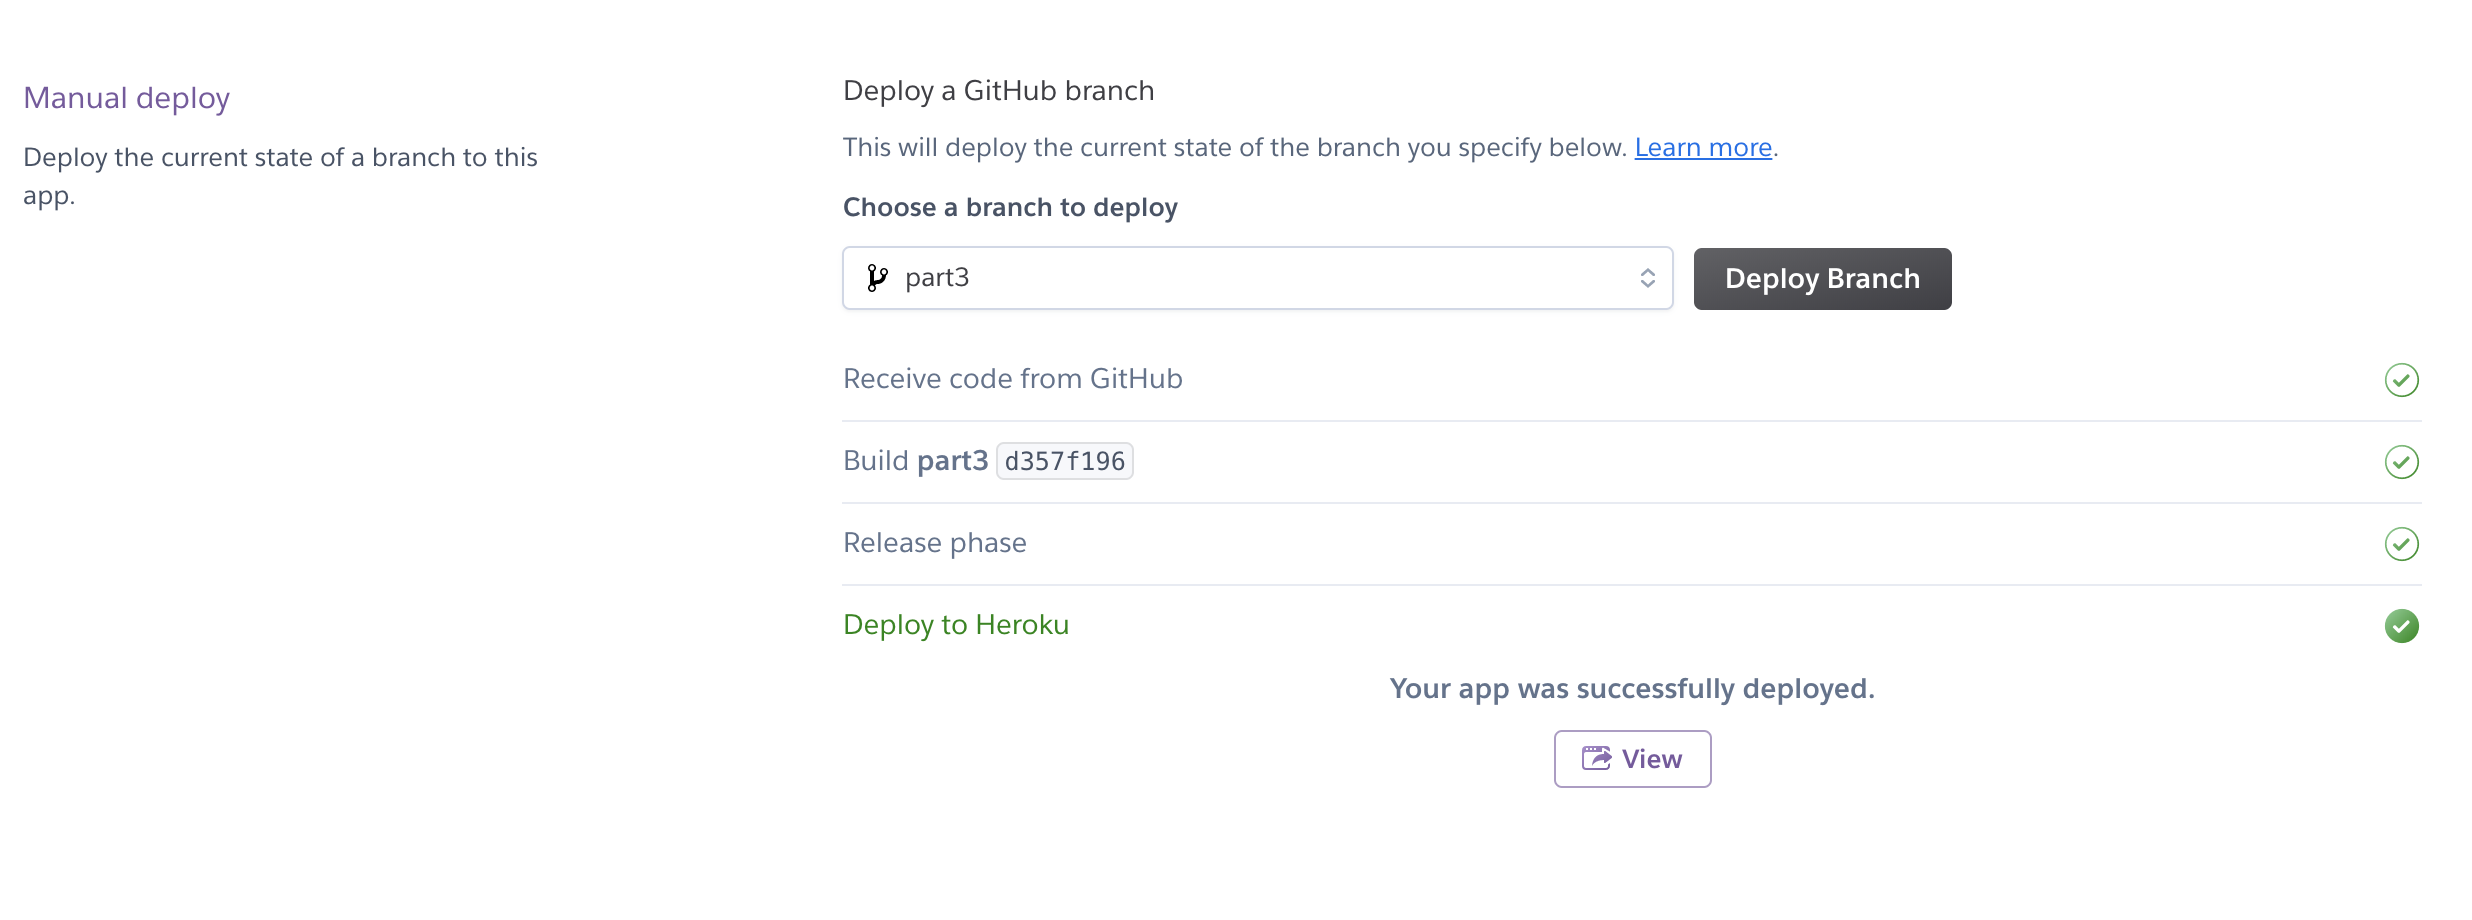 Manual deploy
Deploy the current state of a branch to this
app.
Deploy a GitHub branch
This will deploy the current state of the branch you specify below. Learn more.
Choose a branch to deploy
part3
Deploy Branch
Receive code from GitHub
Build part3 d357f196
Release phase
Deploy to Heroku
Your app was successfully deployed.
View